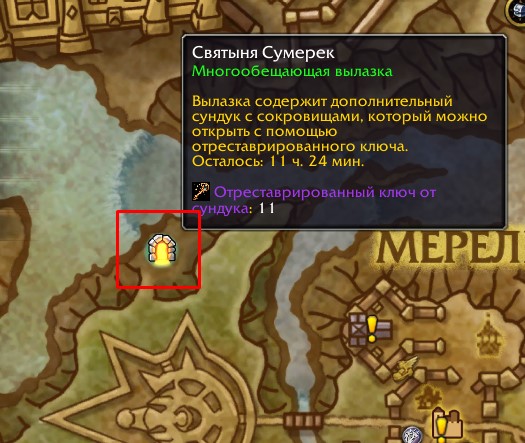 Святыня Сумерек
Многообещающая вылазка
Вылазка содержит дополнительный
сундук с сокровищами, который можно
открыть с помощью
отреставрированного ключа.
Осталось: 11 ч. 24 мин.
Отреставрированный ключ от
сундука: 11
МЕРЕЛ